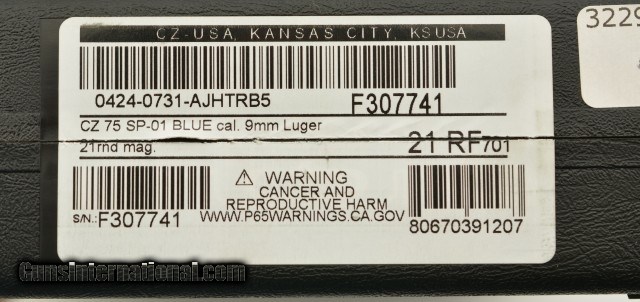 CZ-USA, KANSAS CITY, KS USA
3229
0424-0731-AJHTRB5 F307741
CZ 75 SP-01 BLUE cal. 9mm Luger
21rnd mag. 21 RF701
⚠ WARNING
CANCER AND
REPRODUCTIVE HARM
WWW.P65WARNINGS.CA.GOV
S/N.: F307741
80670391207
Gunsinternational.com